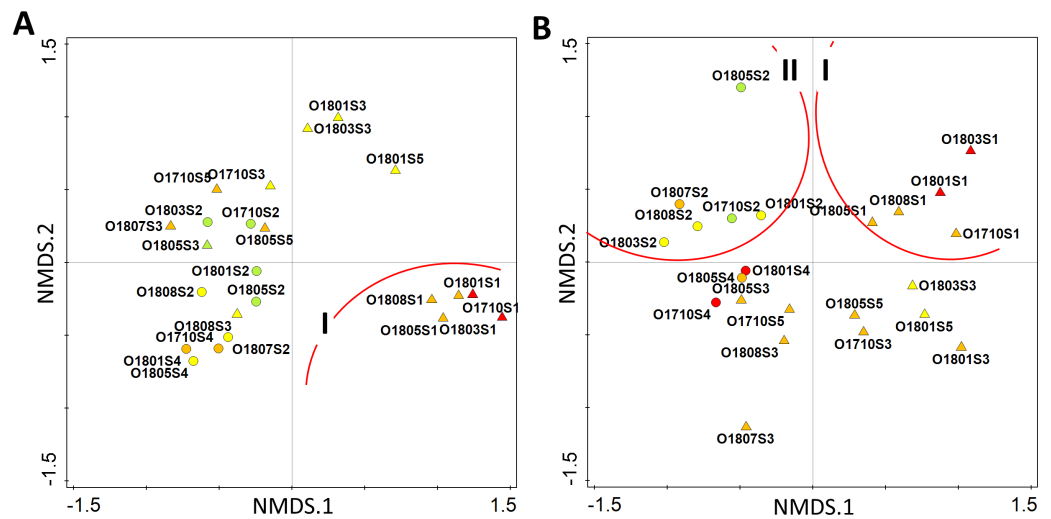 A
1.5
O1801S3
O1803S3
O1801S5
O1710S5
O1710S3
O1803S2
O1710S2
O1807S3
O1805S5
O1805S3
O1801S2
O1805S2
O1808S2
O1801S1
O1808S1
O1710S1
O1805S1
O1803S1
I
O1808S3
O1710S4
O1807S2
O1801S4
O1805S4
NMDS.2
-1.5
-1.5
NMDS.1
1.5
B
1.5
II
I
O1805S2
O1803S1
O1801S1
O1807S2
O1710S2
O1801S2
O1808S1
O1805S1
O1808S2
O1710S1
O1803S2
O1801S4
O1805S4
O1805S3
O1803S3
O1710S4
O1710S5
O1805S5
O1801S5
O1710S3
O1808S3
O1801S3
O1807S3
NMDS.2
-1.5
-1.5
NMDS.1
1.5